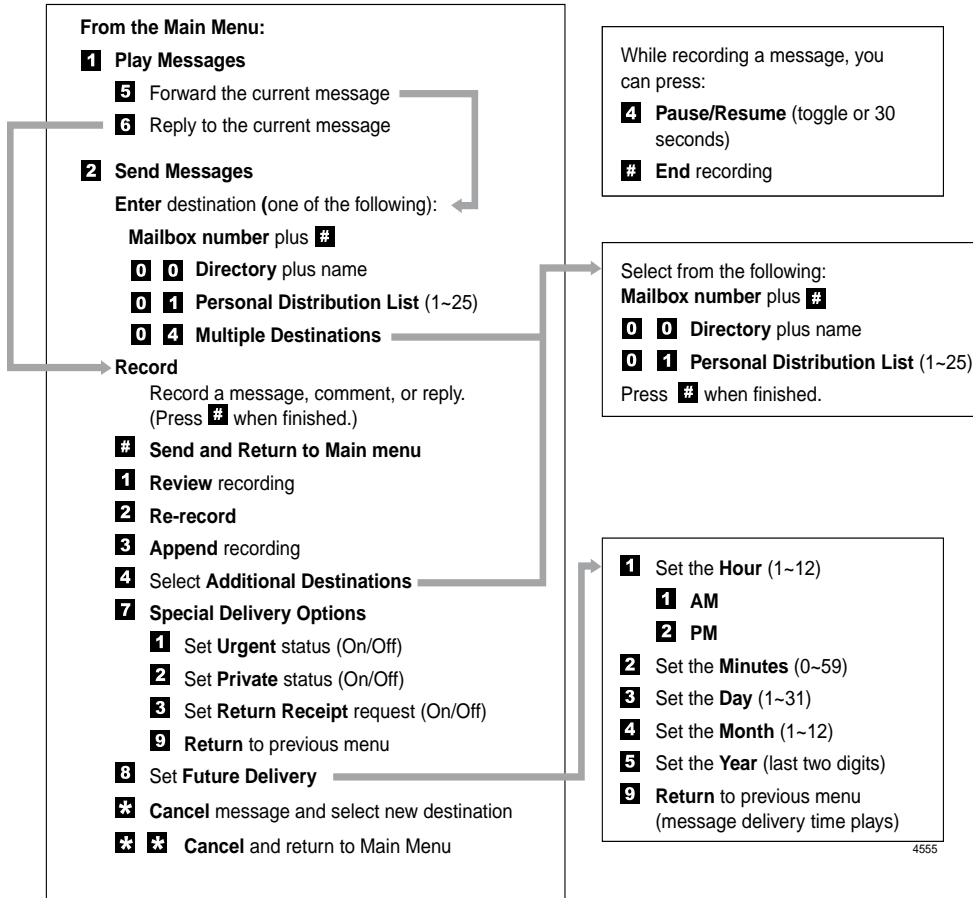 From the Main Menu:
1 Play Messages
5 Forward the current message
6 Reply to the current message
2 Send Messages
Enter destination (one of the following):
Mailbox number plus #
0 0 Directory plus name
0 1 Personal Distribution List (1~25)
0 4 Multiple Destinations
Record
Record a message, comment, or reply.
(Press # when finished.)
# Send and Return to Main menu
1 Review recording
2 Re-record
3 Append recording
4 Select Additional Destinations
7 Special Delivery Options
1 Set Urgent status (On/Off)
2 Set Private status (On/Off)
3 Set Return Receipt request (On/Off)
9 Return to previous menu
8 Set Future Delivery
* Cancel message and select new destination
* * Cancel and return to Main Menu
While recording a message, you
can press:
4 Pause/Resume (toggle or 30
seconds)
# End recording
Select from the following:
Mailbox number plus #
0 0 Directory plus name
0 1 Personal Distribution List (1~25)
Press # when finished.
1 Set the Hour (1~12)
1 AM
2 PM
2 Set the Minutes (0~59)
3 Set the Day (1~31)
4 Set the Month (1~12)
5 Set the Year (last two digits)
9 Return to previous menu
(message delivery time plays)
4555